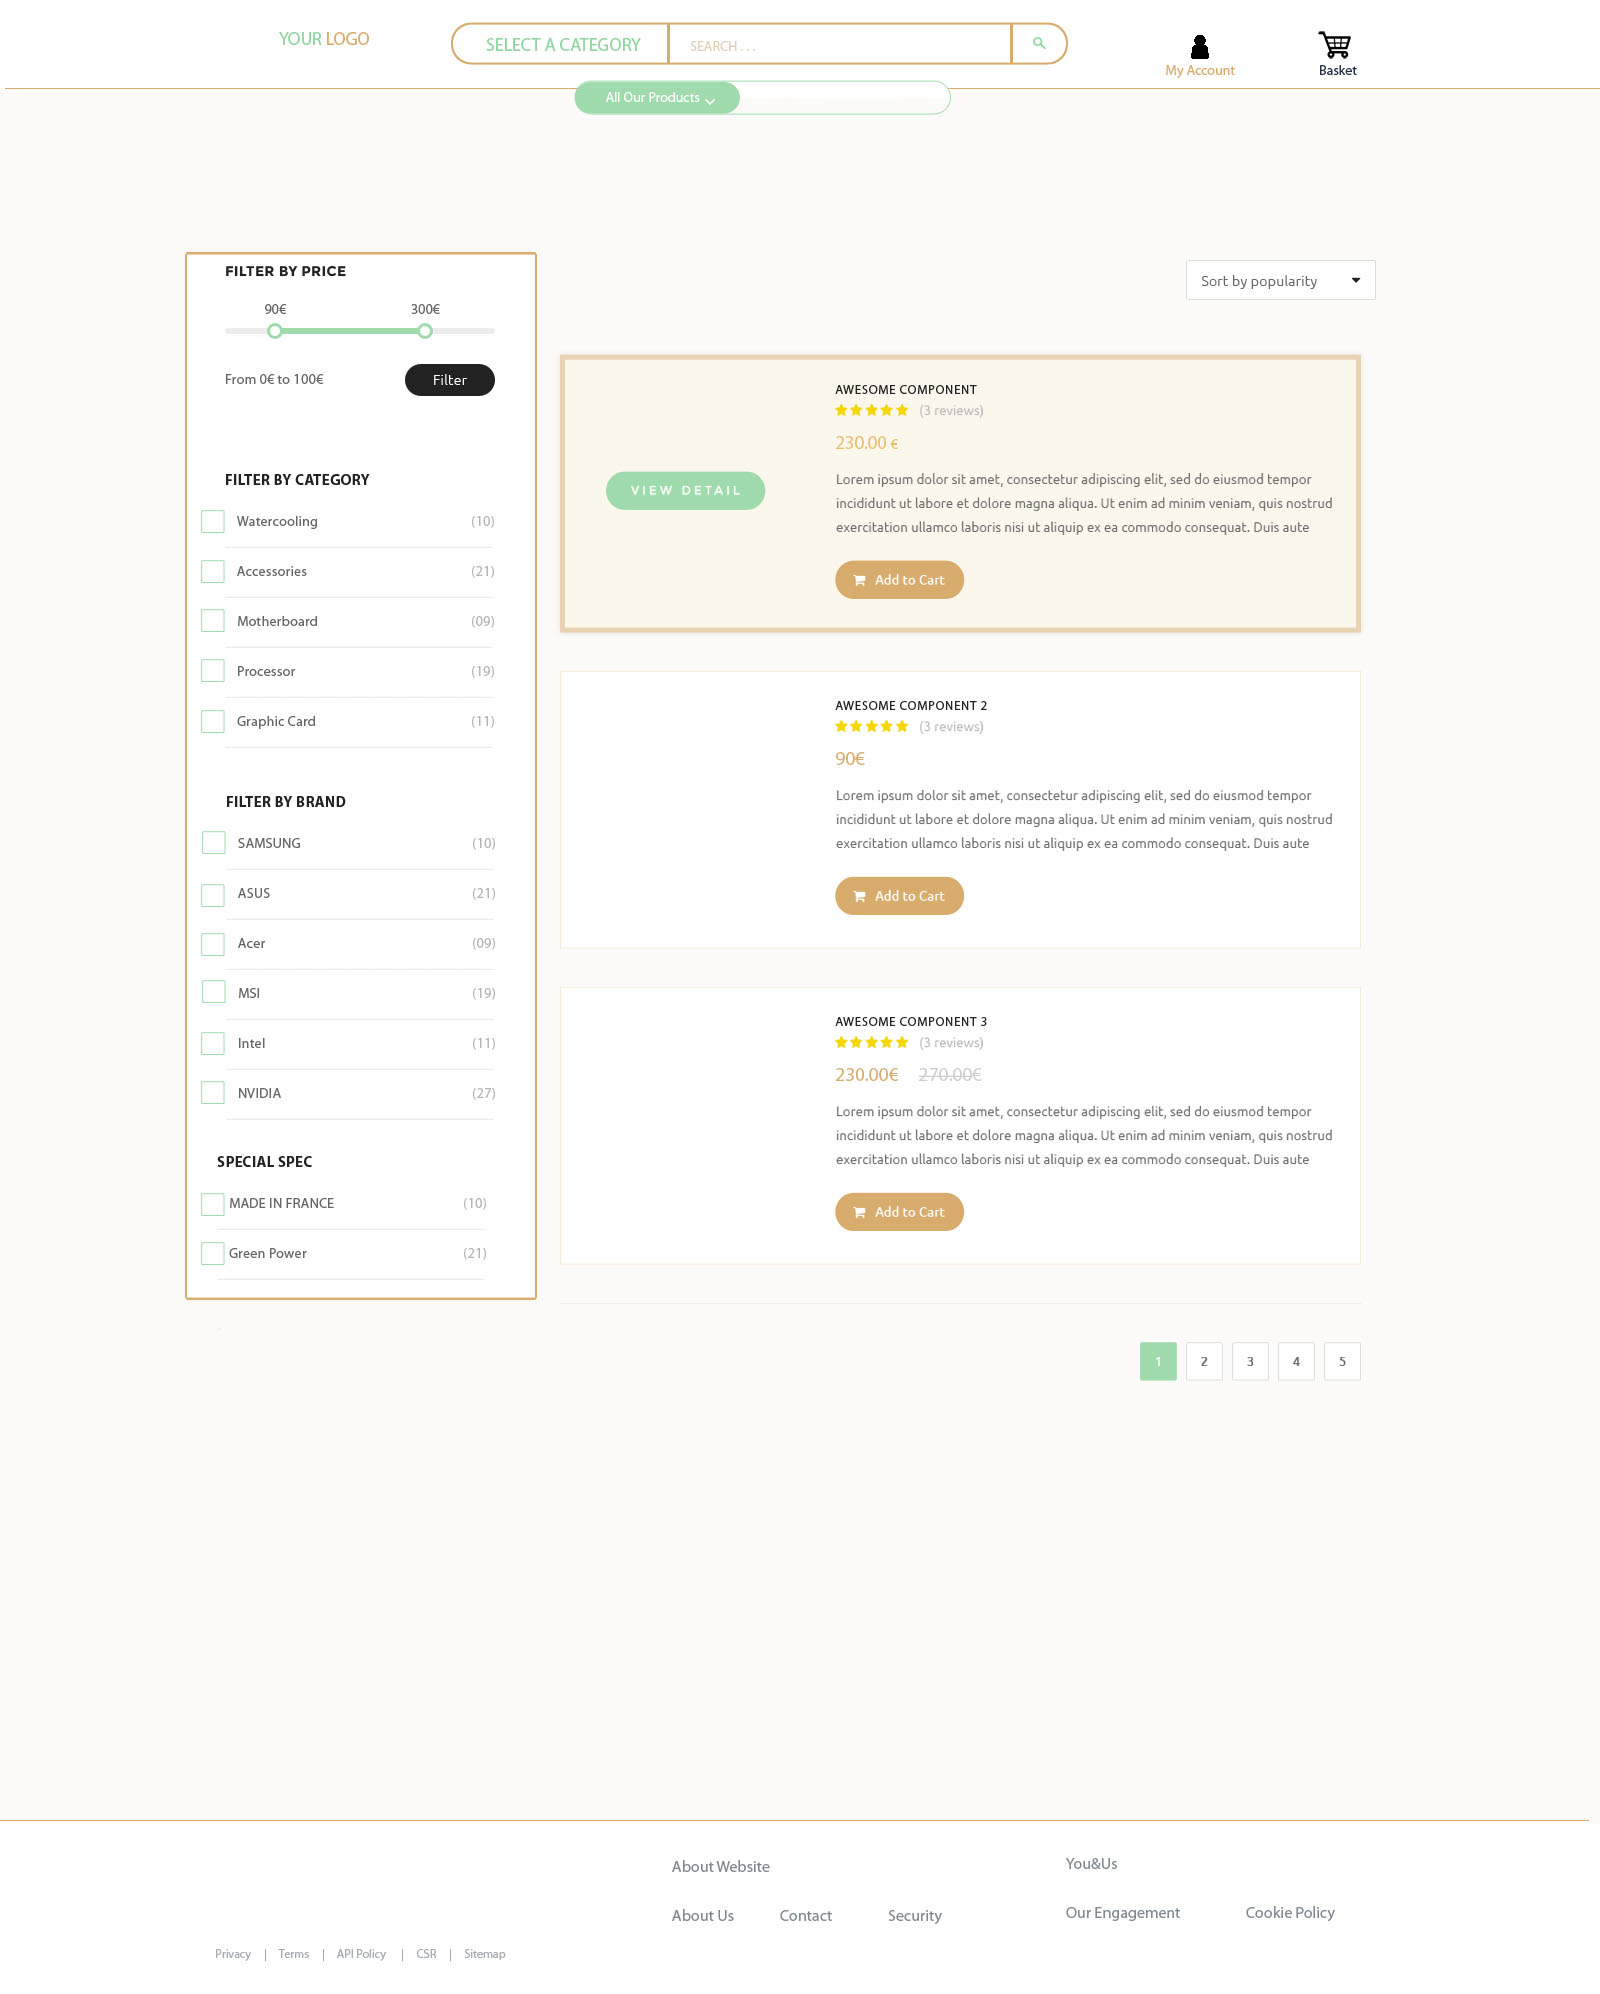 YOUR LOGO
SELECT A CATEGORY
SEARCH . . .
My Account
Basket
All Our Products
FILTER BY PRICE
90€ 300€
From 0€ to 100€
Filter
FILTER BY CATEGORY
Watercooling (10)
Accessories (21)
Motherboard (09)
Processor (19)
Graphic Card (11)
FILTER BY BRAND
SAMSUNG (10)
ASUS (21)
Acer (09)
MSI (19)
Intel (11)
NVIDIA (27)
SPECIAL SPEC
MADE IN FRANCE (10)
Green Power (21)
Sort by popularity
AWESOME COMPONENT
(3 reviews)
230.00 €
VIEW DETAIL
Lorem ipsum dolor sit amet, consectetur adipiscing elit, sed do eiusmod tempor
incididunt ut labore et dolore magna aliqua. Ut enim ad minim veniam, quis nostrud
exercitation ullamco laboris nisi ut aliquip ex ea commodo consequat. Duis aute
Add to Cart
AWESOME COMPONENT 2
(3 reviews)
90€
Lorem ipsum dolor sit amet, consectetur adipiscing elit, sed do eiusmod tempor
incididunt ut labore et dolore magna aliqua. Ut enim ad minim veniam, quis nostrud
exercitation ullamco laboris nisi ut aliquip ex ea commodo consequat. Duis aute
Add to Cart
AWESOME COMPONENT 3
(3 reviews)
230.00€ 270.00€
Lorem ipsum dolor sit amet, consectetur adipiscing elit, sed do eiusmod tempor
incididunt ut labore et dolore magna aliqua. Ut enim ad minim veniam, quis nostrud
exercitation ullamco laboris nisi ut aliquip ex ea commodo consequat. Duis aute
Add to Cart
1 2 3 4 5
About Website
About Us Contact Security
You&Us
Our Engagement Cookie Policy
Privacy | Terms | API Policy | CSR | Sitemap